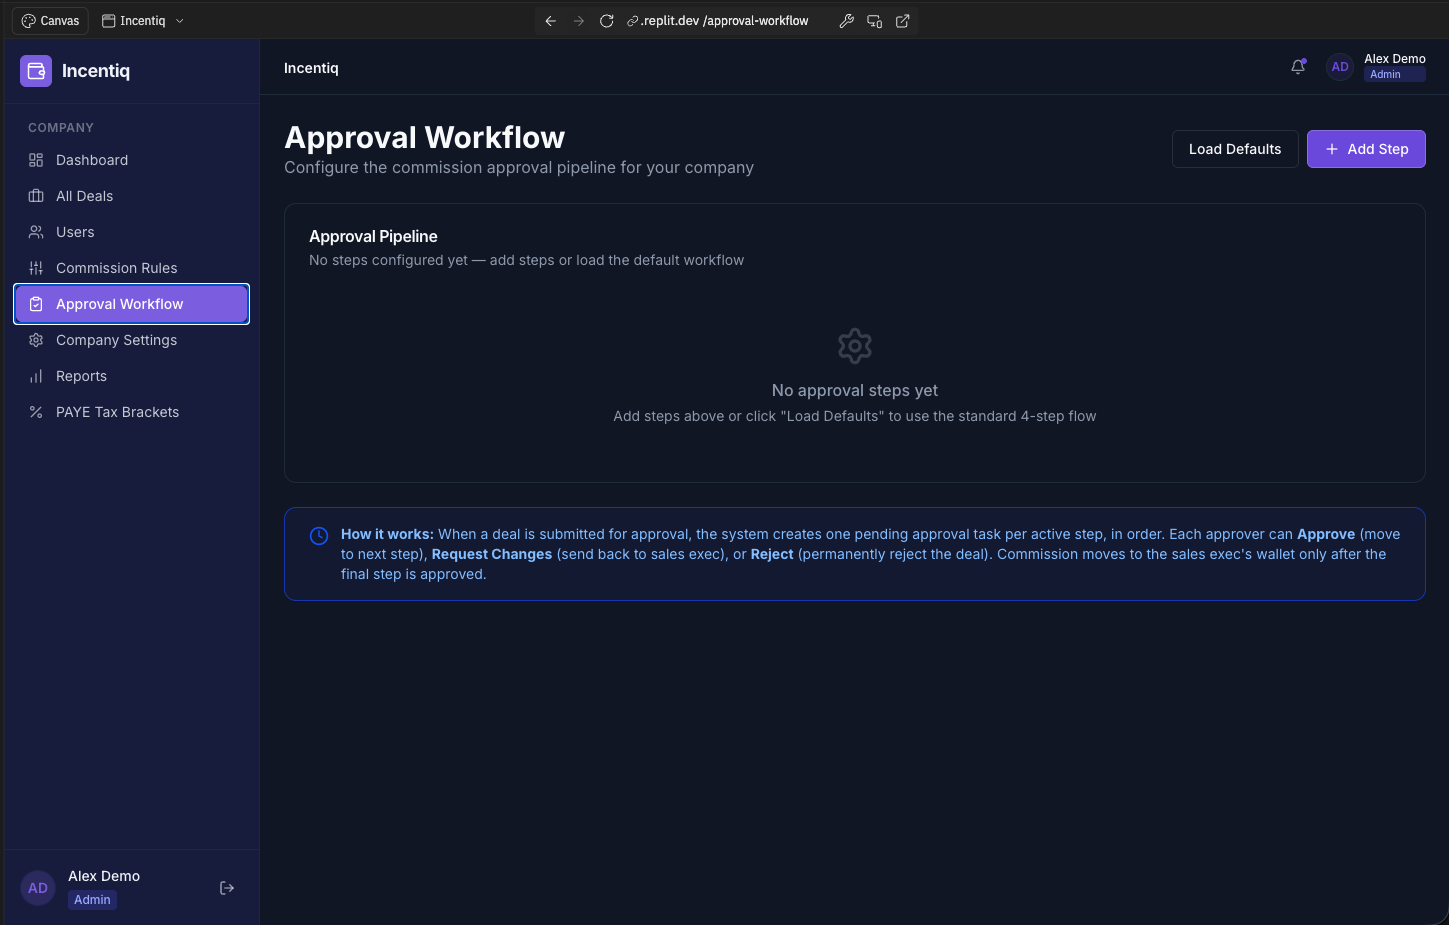 Canvas
Incentiq
.replit.dev /approval-workflow
Incentiq
COMPANY
Dashboard
All Deals
Users
Commission Rules
Approval Workflow
Company Settings
Reports
PAYE Tax Brackets
AD
Alex Demo
Admin
Incentiq
AD
Alex Demo
Admin
Approval Workflow
Configure the commission approval pipeline for your company
Load Defaults
Add Step
Approval Pipeline
No steps configured yet — add steps or load the default workflow
No approval steps yet
Add steps above or click "Load Defaults" to use the standard 4-step flow
How it works: When a deal is submitted for approval, the system creates one pending approval task per active step, in order. Each approver can Approve (move
to next step), Request Changes (send back to sales exec), or Reject (permanently reject the deal). Commission moves to the sales exec's wallet only after the
final step is approved.